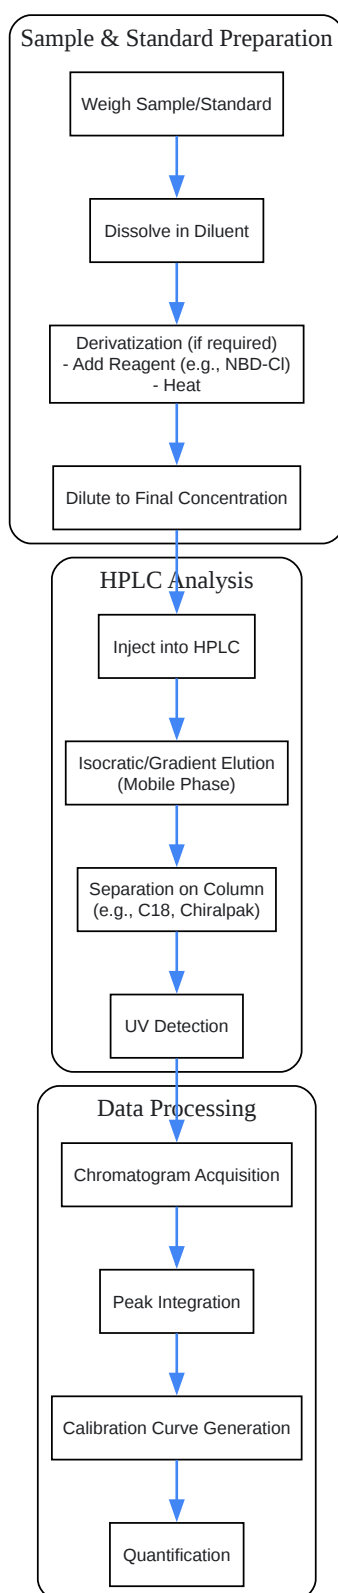 Sample & Standard Preparation
Weigh Sample/Standard
Dissolve in Diluent
Derivatization (if required)
- Add Reagent (e.g., NBD-Cl)
- Heat
Dilute to Final Concentration
HPLC Analysis
Inject into HPLC
Isocratic/Gradient Elution
(Mobile Phase)
Separation on Column
(e.g., C18, Chiralpak)
UV Detection
Data Processing
Chromatogram Acquisition
Peak Integration
Calibration Curve Generation
Quantification